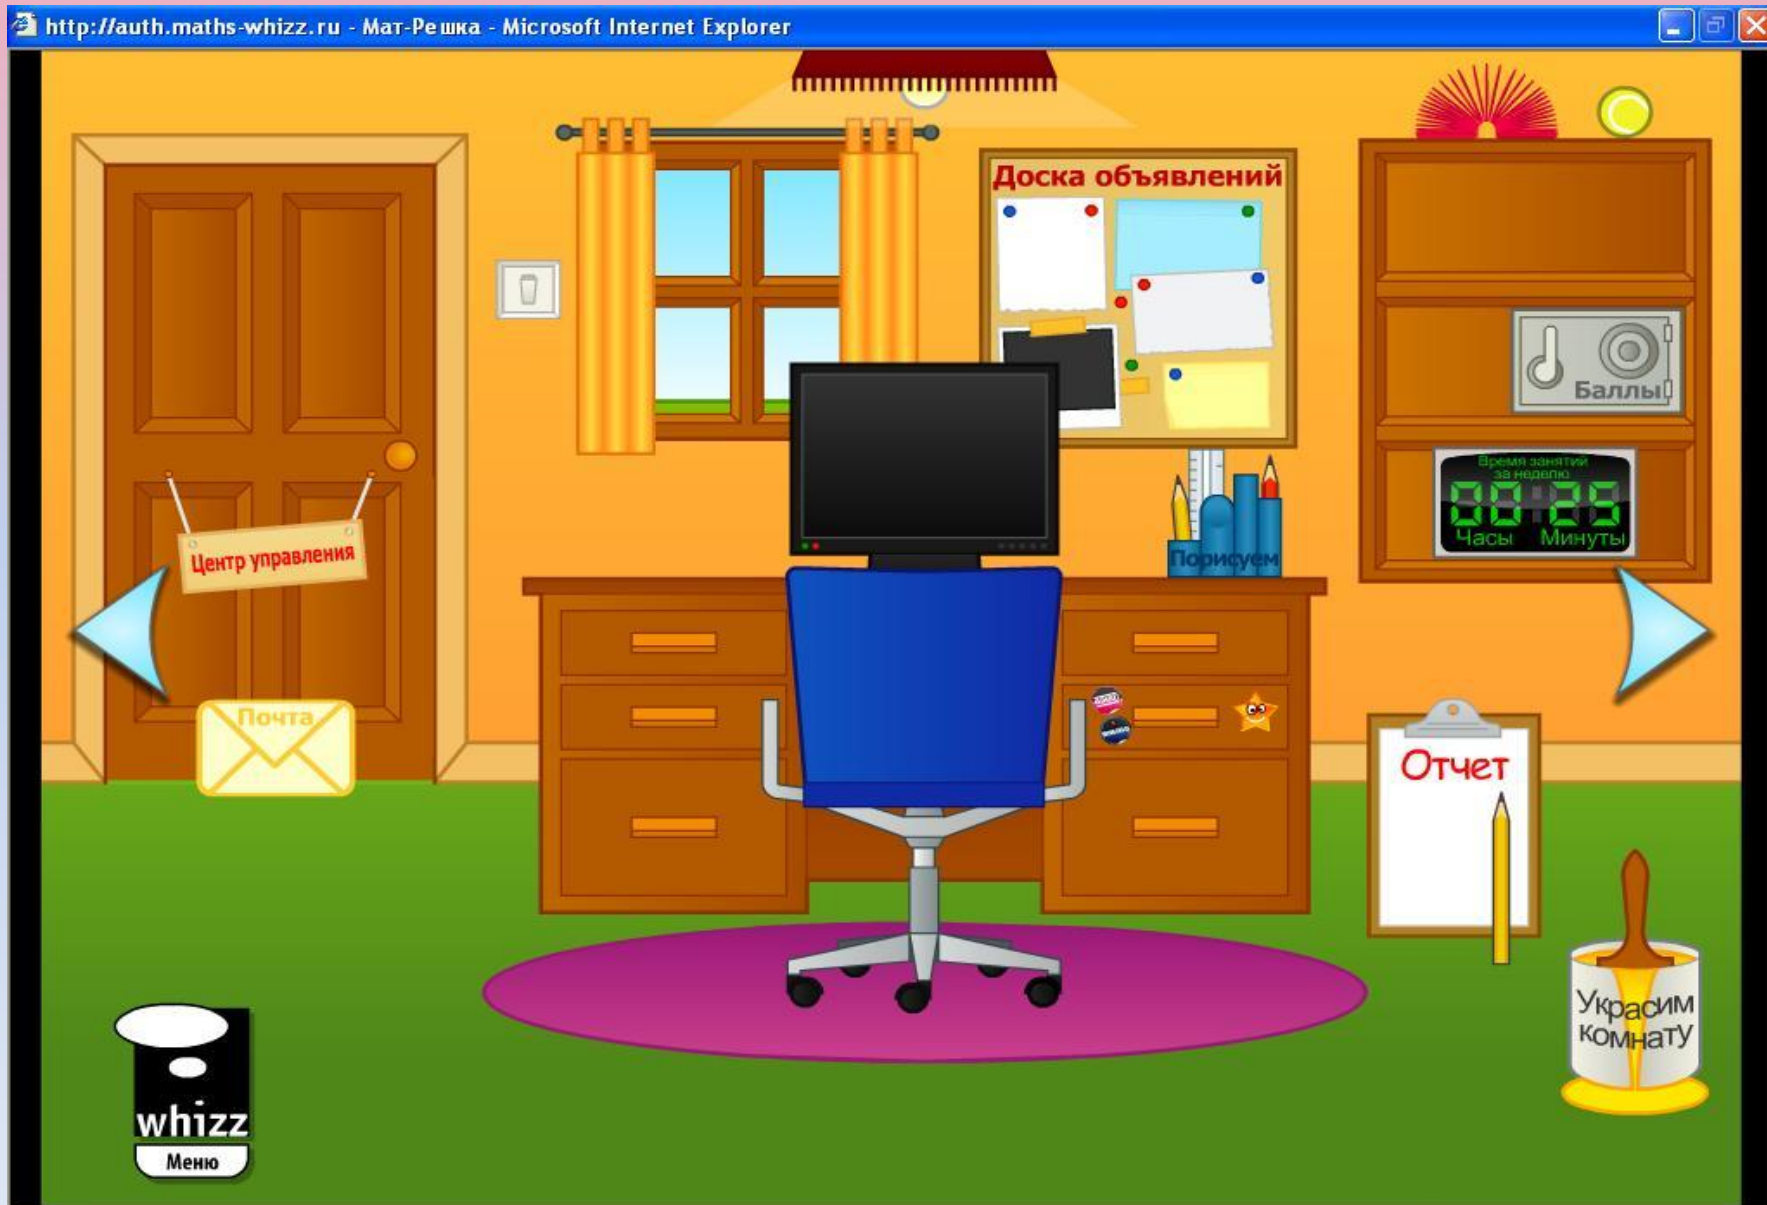 http://auth.maths-whizz.ru - Мат-Решка - Microsoft Internet Explorer
Доска объявлений
Баллы
Время занятий
за неделю
00:25
Часы Минуты
Центр управления
Порисуем
Почта
Отчет
Украсим
комнату
whizz
Меню